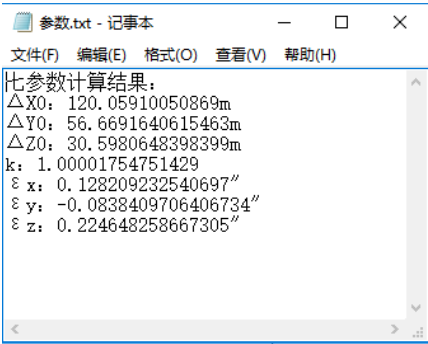 参数.txt - 记事本
文件(F) 编辑(E) 格式(O) 查看(V) 帮助(H)
七参数计算结果：
△X0：120.05910050869m
△Y0：56.6691640615463m
△Z0：30.5980648398399m
k：1.00001754751429
εx：0.128209232540697″
εy：-0.0838409706406734″
εz：0.224648258667305″